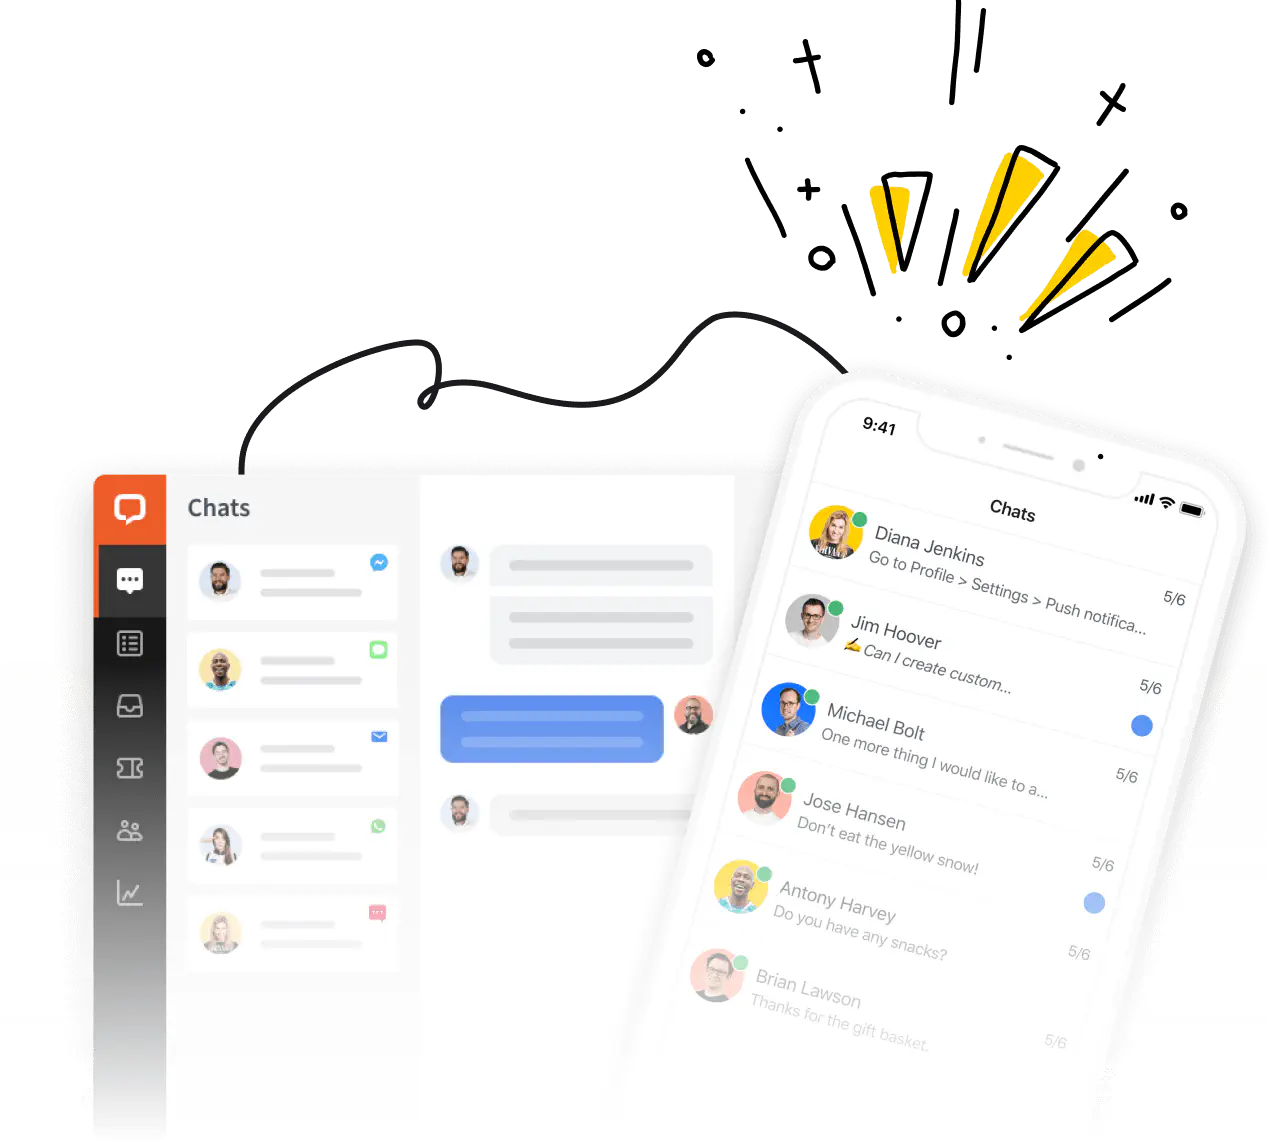 Chats
9:41
Chats
Diana Jenkins
Go to Profile > Settings > Push notifica...
5/6
Jim Hoover
✍️ Can I create custom...
5/6
Michael Bolt
One more thing I would like to a...
5/6
Jose Hansen
Don't eat the yellow snow!
5/6
Antony Harvey
Do you have any snacks?
5/6
Brian Lawson
Thanks for the gift basket.
5/6